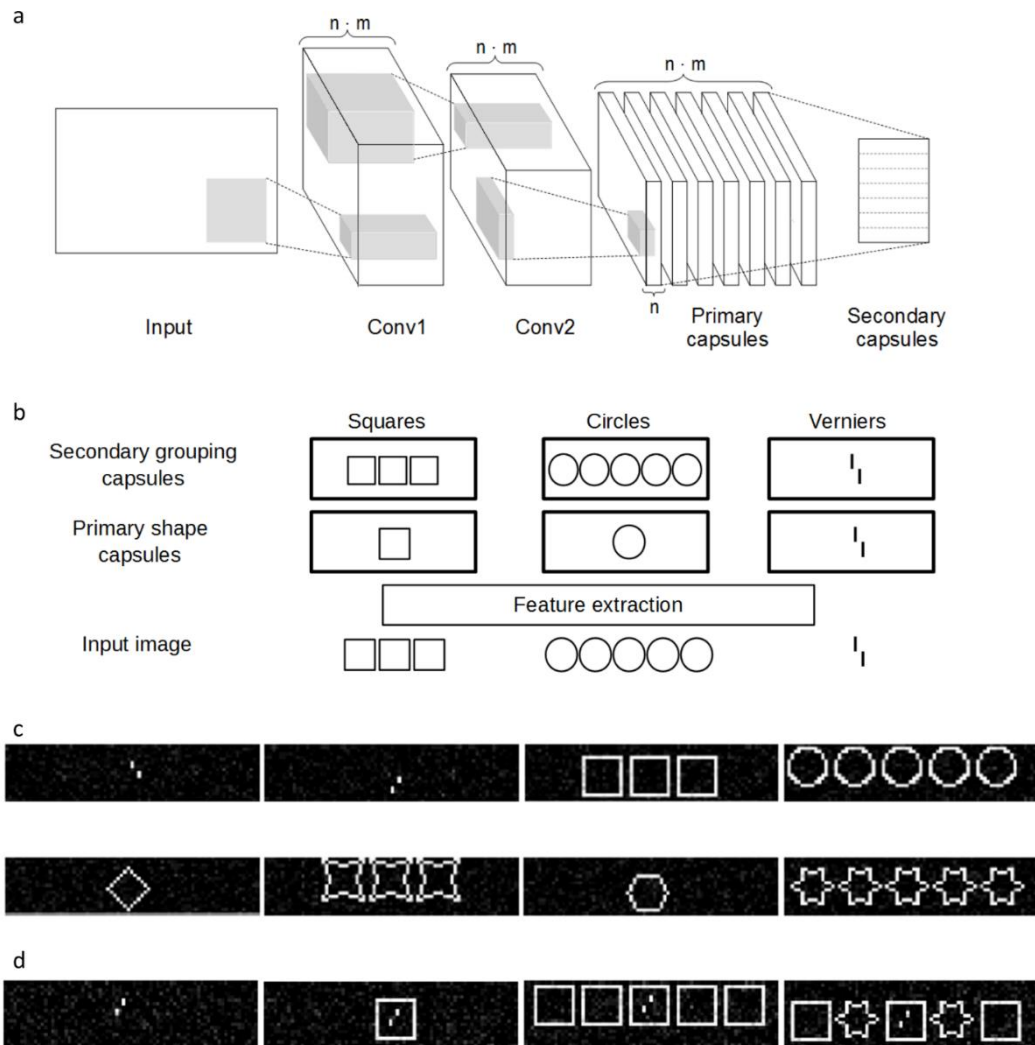 a
n · m
n · m
n · m
n
Input
Conv1
Conv2
Primary
capsules
Secondary
capsules
b
Squares
Circles
Verniers
Secondary grouping
capsules
Primary shape
capsules
Feature extraction
Input image
c
d